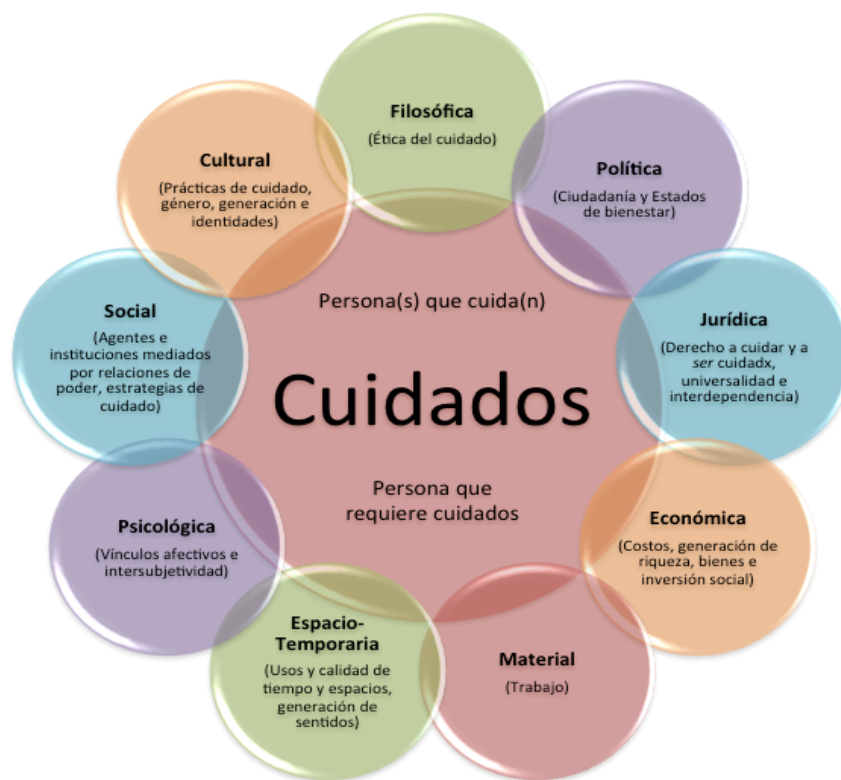 Filosófica
(Ética del cuidado)
Política
(Ciudadanía y Estados
de bienestar)
Jurídica
(Derecho a cuidar y a
ser cuidadx,
universalidad e
interdependencia)
Económica
(Costos, generación de
riqueza, bienes e
inversión social)
Material
(Trabajo)
Espacio-
Temporaria
(Usos y calidad de
tiempo y espacios,
generación de
sentidos)
Psicológica
(Vínculos afectivos e
intersubjetividad)
Social
(Agentes e
instituciones mediados
por relaciones de
poder, estrategias de
cuidado)
Cultural
(Prácticas de cuidado,
género, generación e
identidades)
Persona(s) que cuida(n)
Cuidados
Persona que
requiere cuidados